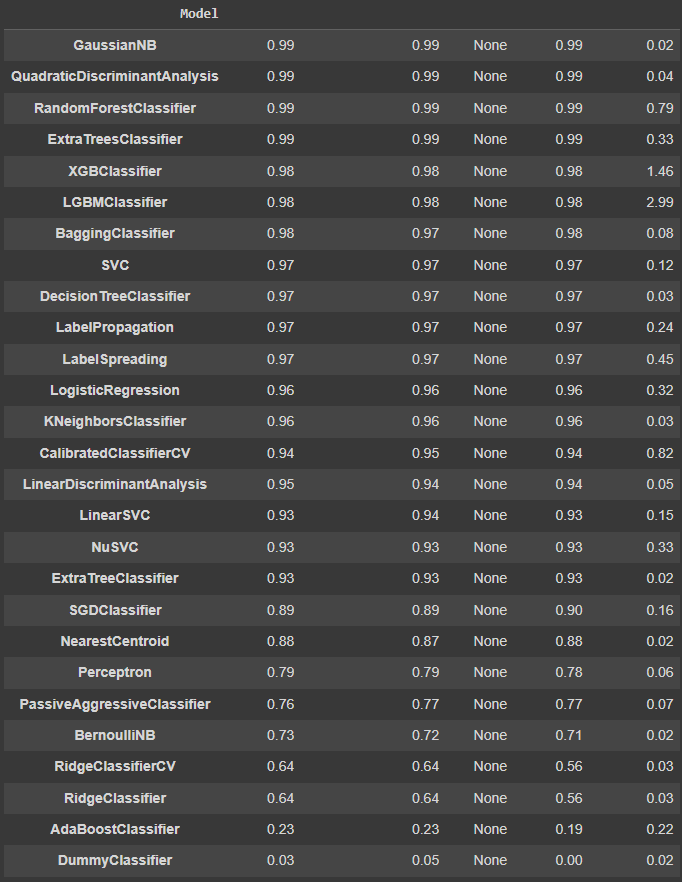 Model
GaussianNB 0.99 0.99 None 0.99 0.02
QuadraticDiscriminantAnalysis 0.99 0.99 None 0.99 0.04
RandomForestClassifier 0.99 0.99 None 0.99 0.79
ExtraTreesClassifier 0.99 0.99 None 0.99 0.33
XGBClassifier 0.98 0.98 None 0.98 1.46
LGBMClassifier 0.98 0.98 None 0.98 2.99
BaggingClassifier 0.98 0.97 None 0.98 0.08
SVC 0.97 0.97 None 0.97 0.12
DecisionTreeClassifier 0.97 0.97 None 0.97 0.03
LabelPropagation 0.97 0.97 None 0.97 0.24
LabelSpreading 0.97 0.97 None 0.97 0.45
LogisticRegression 0.96 0.96 None 0.96 0.32
KNeighborsClassifier 0.96 0.96 None 0.96 0.03
CalibratedClassifierCV 0.94 0.95 None 0.94 0.82
LinearDiscriminantAnalysis 0.95 0.94 None 0.94 0.05
LinearSVC 0.93 0.94 None 0.93 0.15
NuSVC 0.93 0.93 None 0.93 0.33
ExtraTreeClassifier 0.93 0.93 None 0.93 0.02
SGDClassifier 0.89 0.89 None 0.90 0.16
NearestCentroid 0.88 0.87 None 0.88 0.02
Perceptron 0.79 0.79 None 0.78 0.06
PassiveAggressiveClassifier 0.76 0.77 None 0.77 0.07
BernoulliNB 0.73 0.72 None 0.71 0.02
RidgeClassifierCV 0.64 0.64 None 0.56 0.03
RidgeClassifier 0.64 0.64 None 0.56 0.03
AdaBoostClassifier 0.23 0.23 None 0.19 0.22
DummyClassifier 0.03 0.05 None 0.00 0.02